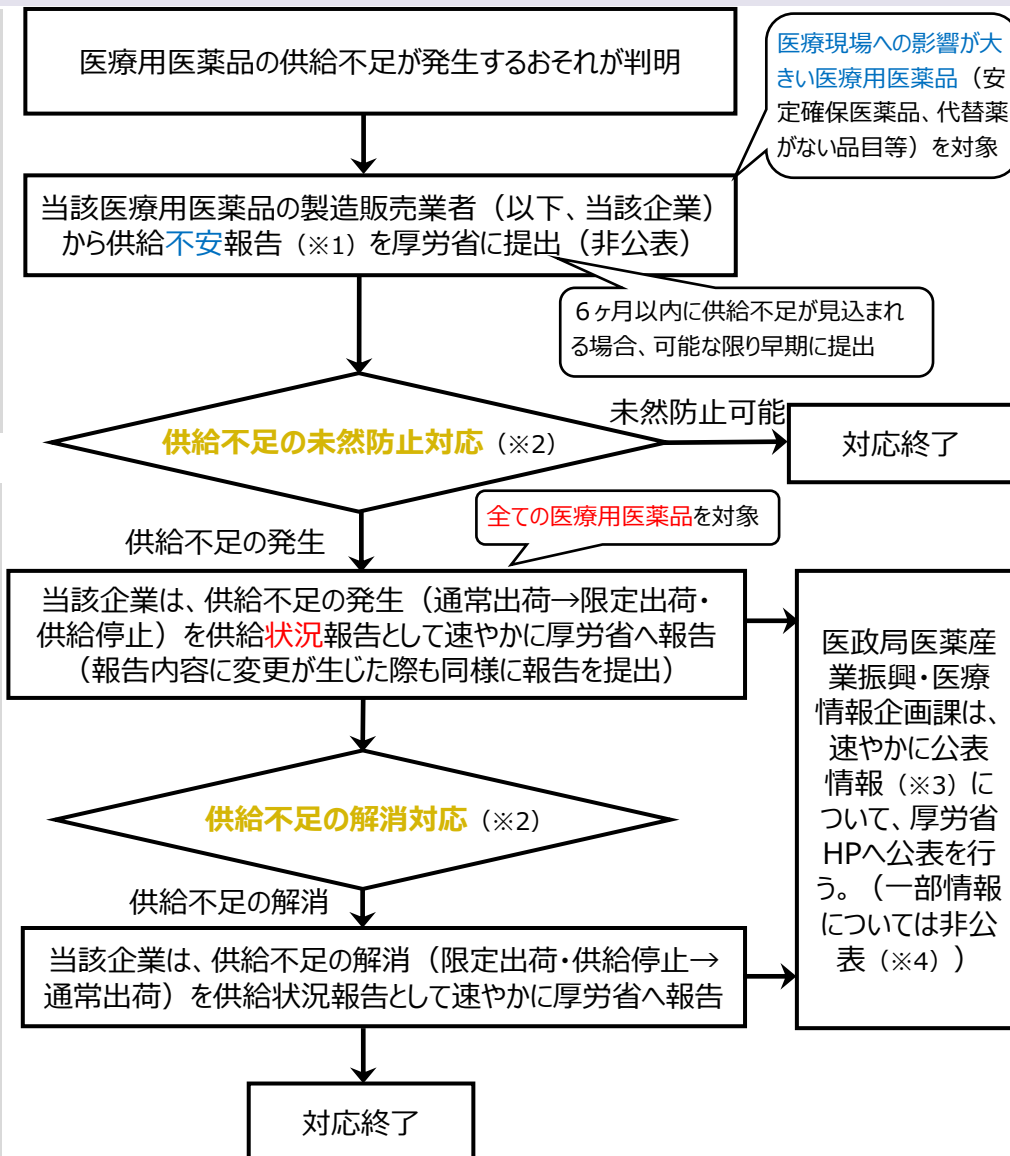 医療用医薬品の供給不足が発生するおそれが判明
医療現場への影響が大
きい医療用医薬品（安
定確保医薬品、代替薬
がない品目等）を対象
当該医療用医薬品の製造販売業者（以下、当該企業）
から供給不安報告（※1）を厚労省に提出（非公表）
６ヶ月以内に供給不足が見込まれ
る場合、可能な限り早期に提出
供給不足の未然防止対応（※2）
未然防止可能
対応終了
供給不足の発生
全ての医療用医薬品を対象
当該企業は、供給不足の発生（通常出荷→限定出荷・
供給停止）を供給状況報告として速やかに厚労省へ報告
（報告内容に変更が生じた際も同様に報告を提出）
医政局医薬産
業振興・医療
情報企画課は、
速やかに公表
情報（※3）に
ついて、厚労省
HPへ公表を行
う。（一部情報
については非公
表（※4））
供給不足の解消対応（※2）
供給不足の解消
当該企業は、供給不足の解消（限定出荷・供給停止→
通常出荷）を供給状況報告として速やかに厚労省へ報告
対応終了